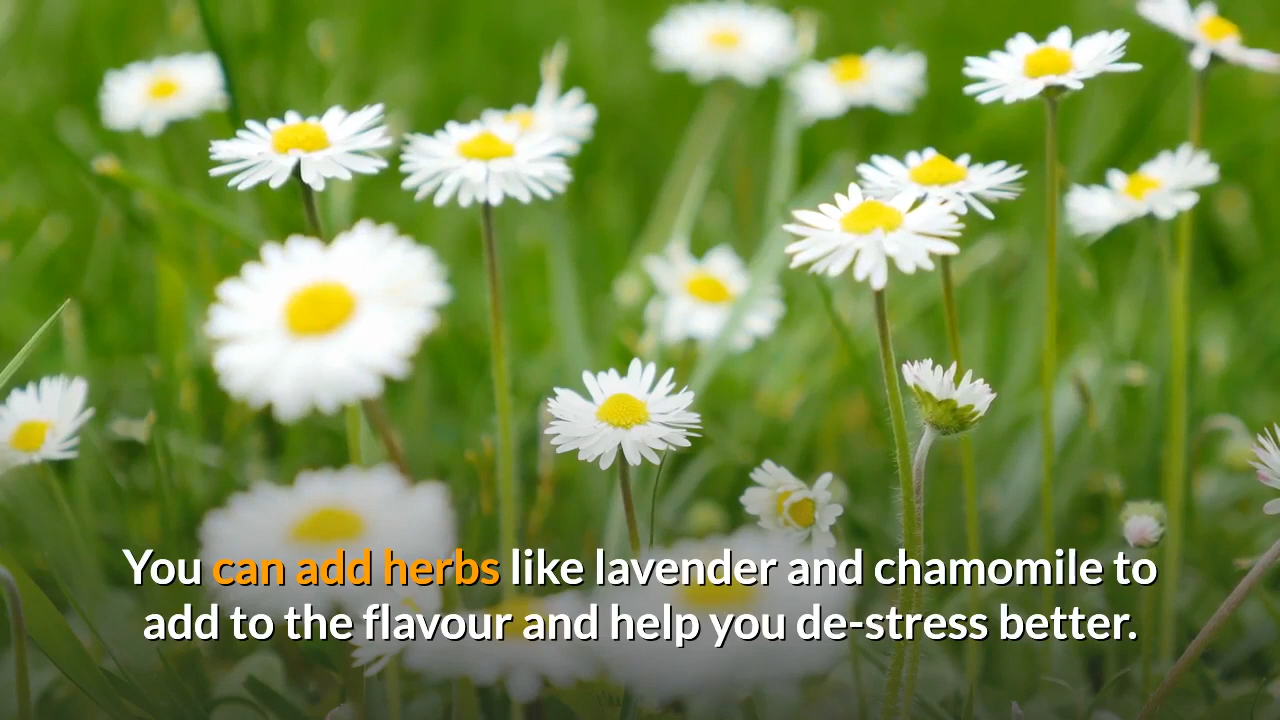 You can add herbs like lavender and chamomile to
add to the flavour and help you de-stress better.